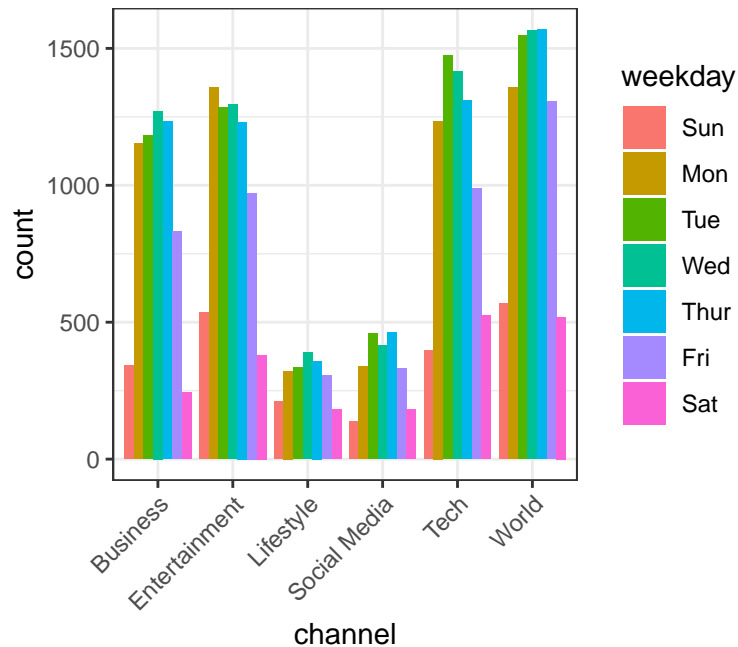 1500
1000
500
0
count
Business
Entertainment
Lifestyle
Social Media
Tech
World
channel
weekday
Sun
Mon
Tue
Wed
Thur
Fri
Sat